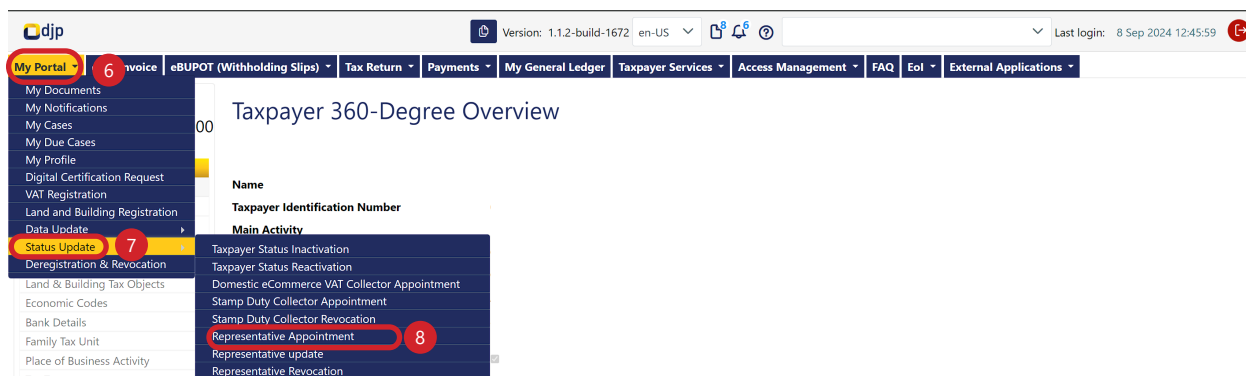 djp
Version: 1.1.2-build-1672 en-US 8 6 Last login: 8 Sep 2024 12:45:59
My Portal 6 nvoice eBUPOT (Withholding Slips) Tax Return Payments My General Ledger Taxpayer Services Access Management FAQ EoI External Applications
My Documents
My Notifications
My Cases
My Due Cases
My Profile
Digital Certification Request
VAT Registration
Land and Building Registration
Data Update
Status Update 7
Deregistration & Revocation
Land & Building Tax Objects
Economic Codes
Bank Details
Family Tax Unit
Place of Business Activity
00
Taxpayer 360-Degree Overview
Name
Taxpayer Identification Number
Main Activity
Taxpayer Status Inactivation
Taxpayer Status Reactivation
Domestic eCommerce VAT Collector Appointment
Stamp Duty Collector Appointment
Stamp Duty Collector Revocation
Representative Appointment 8
Representative update
Representative Revocation